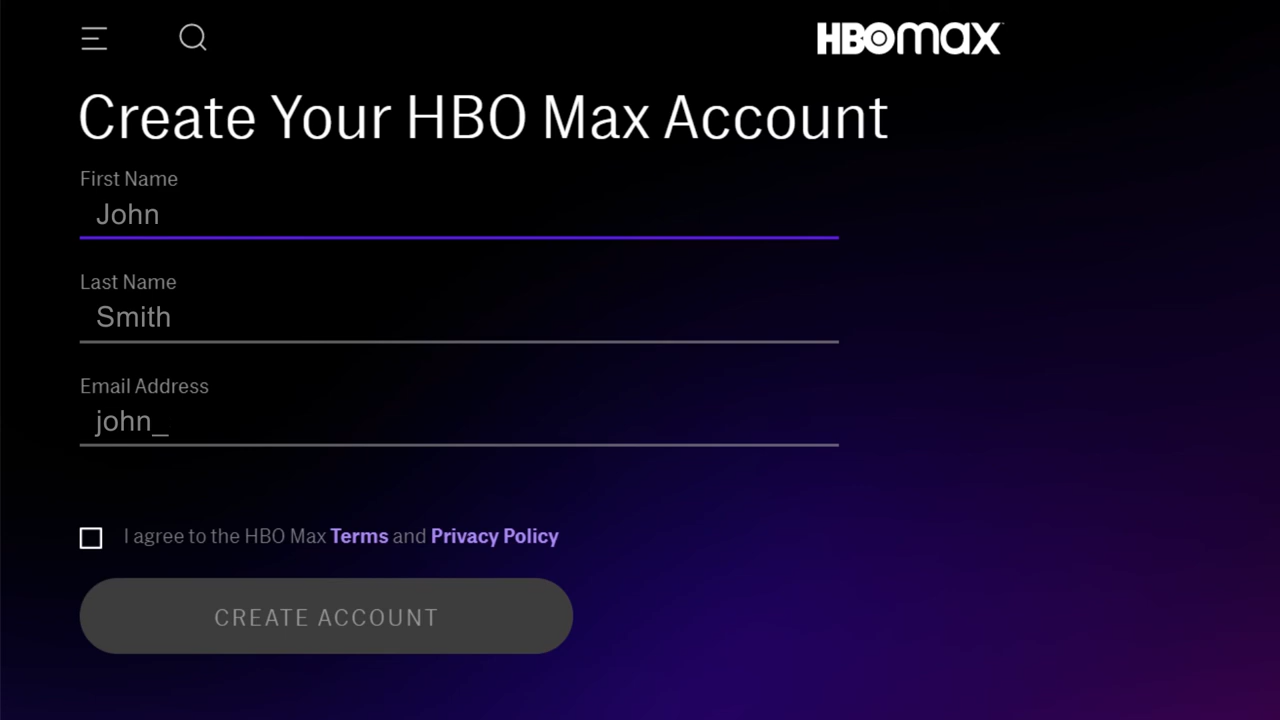 HBOmax
Create Your HBO Max Account
First Name
John
Last Name
Smith
Email Address
john_
I agree to the HBO Max Terms and Privacy Policy
CREATE ACCOUNT